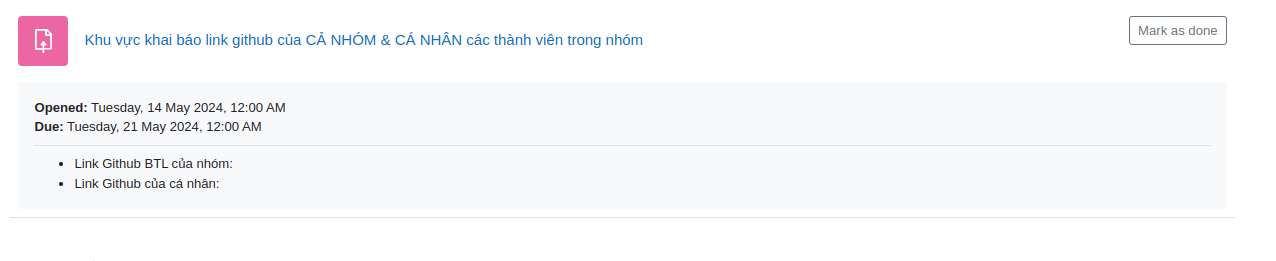 Khu vực khai báo link github của CẢ NHÓM & CÁ NHÂN các thành viên trong nhóm
Mark as done
Opened: Tuesday, 14 May 2024, 12:00 AM
Due: Tuesday, 21 May 2024, 12:00 AM
• Link Github BTL của nhóm:
• Link Github của cá nhân: